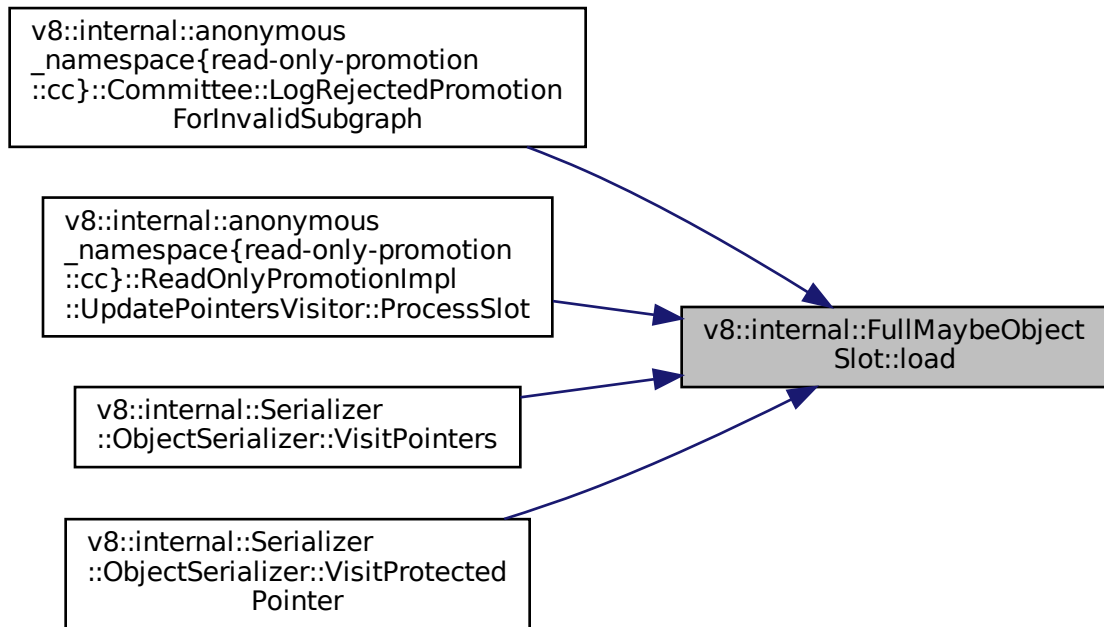 v8::internal::anonymous
_namespace{read-only-promotion
::cc}::Committee::LogRejectedPromotion
ForInvalidSubgraph
v8::internal::anonymous
_namespace{read-only-promotion
::cc}::ReadOnlyPromotionImpl
::UpdatePointersVisitor::ProcessSlot
v8::internal::FullMaybeObject
Slot::load
v8::internal::Serializer
::ObjectSerializer::VisitPointers
v8::internal::Serializer
::ObjectSerializer::VisitProtected
Pointer